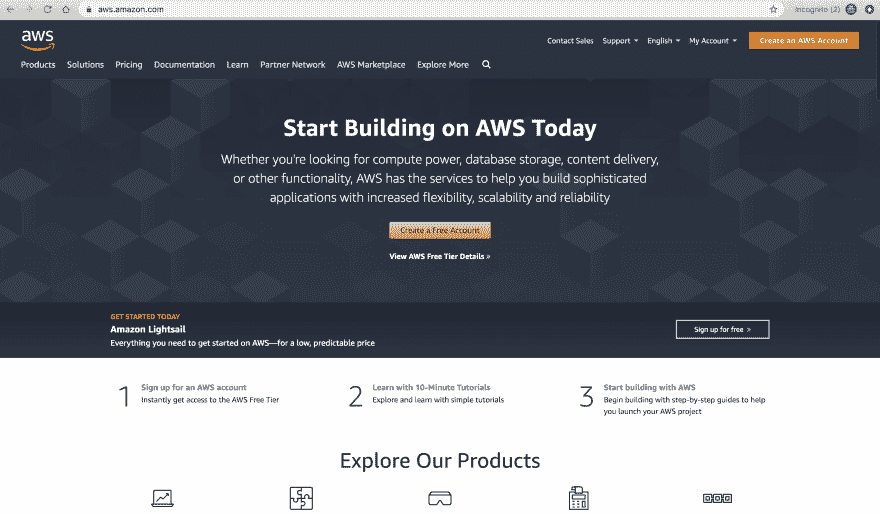 aws.amazon.com
Incognito (2)
aws
Contact Sales Support English My Account Create an AWS Account
Products Solutions Pricing Documentation Learn Partner Network AWS Marketplace Explore More
Start Building on AWS Today
Whether you're looking for compute power, database storage, content delivery,
or other functionality, AWS has the services to help you build sophisticated
applications with increased flexibility, scalability and reliability
Create a Free Account
View AWS Free Tier Details »
GET STARTED TODAY
Amazon Lightsail
Everything you need to get started on AWS—for a low, predictable price
Sign up for free »
1 Sign up for an AWS account
Instantly get access to the AWS Free Tier
2 Learn with 10-Minute Tutorials
Explore and learn with simple tutorials
3 Start building with AWS
Begin building with step-by-step guides to help
you launch your AWS project
Explore Our Products